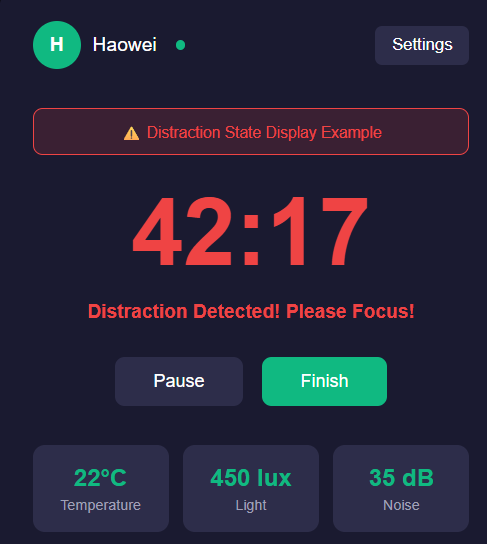 H Haowei Settings
⚠️ Distraction State Display Example
42:17
Distraction Detected! Please Focus!
Pause Finish
22°C 450 lux 35 dB
Temperature Light Noise